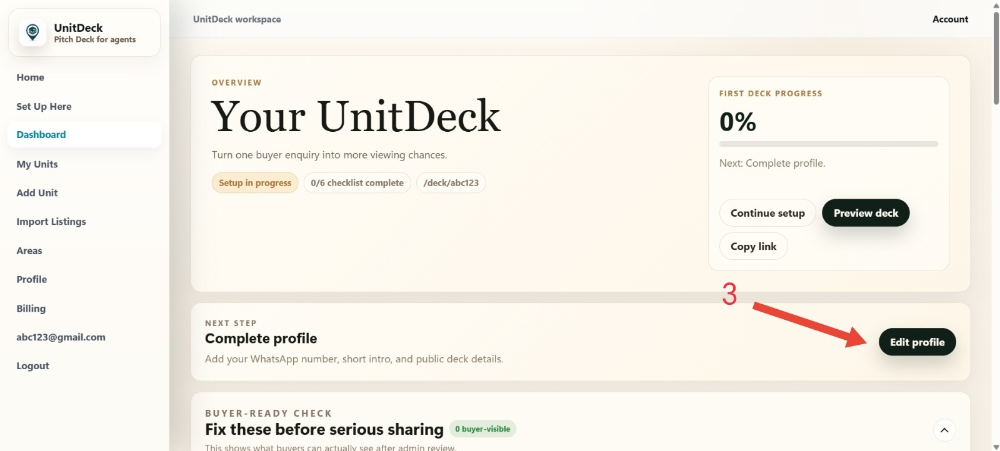 UnitDeck
Pitch Deck for agents
Home
Set Up Here
Dashboard
My Units
Add Unit
Import Listings
Areas
Profile
Billing
abc123@gmail.com
Logout
UnitDeck workspace
Account
OVERVIEW
Your UnitDeck
Turn one buyer enquiry into more viewing chances.
Setup in progress
0/6 checklist complete
/deck/abc123
FIRST DECK PROGRESS
0%
Next: Complete profile.
Continue setup
Preview deck
Copy link
3
NEXT STEP
Complete profile
Add your WhatsApp number, short intro, and public deck details.
Edit profile
BUYER-READY CHECK
Fix these before serious sharing
0 buyer-visible
This shows what buyers can actually see after admin review.